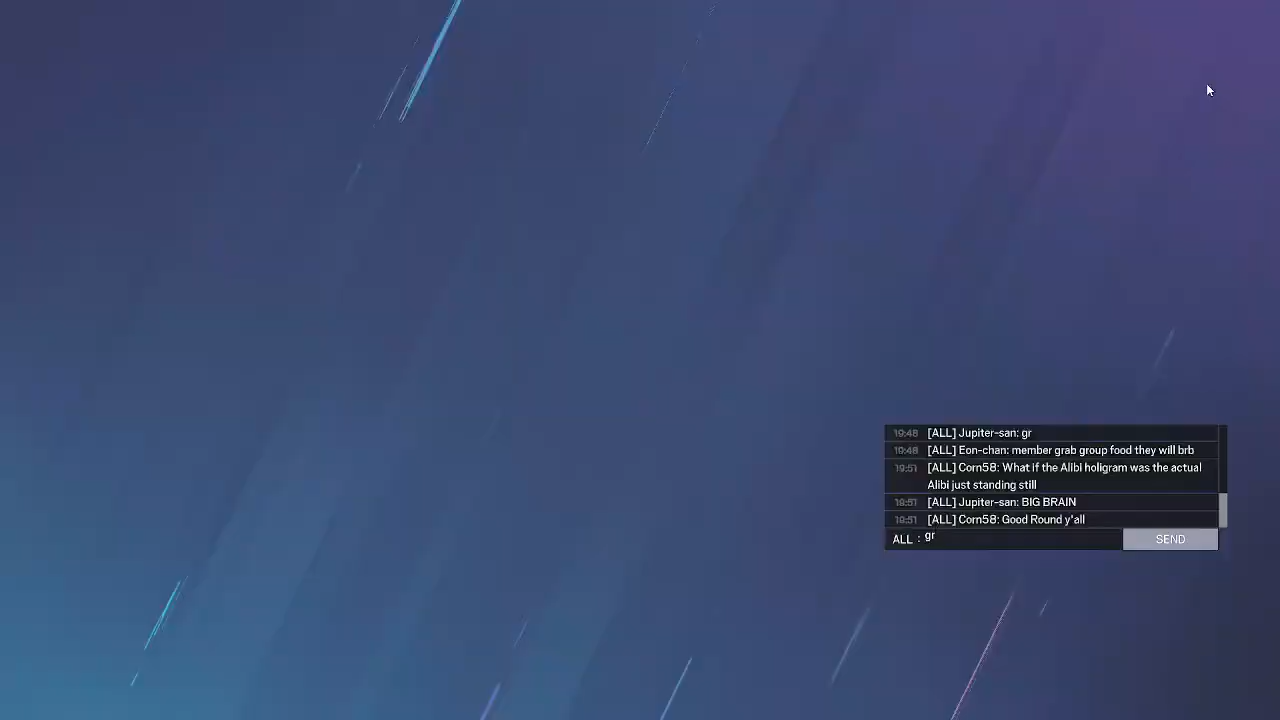 19:48 [ALL] Jupiter-san: gr
19:48 [ALL] Eon-chan: member grab group food they will brb
19:51 [ALL] Corn58: What if the Alibi holigram was the actual
Alibi just standing still
19:51 [ALL] Jupiter-san: BIG BRAIN
19:51 [ALL] Corn58: Good Round y'all
ALL : gr SEND